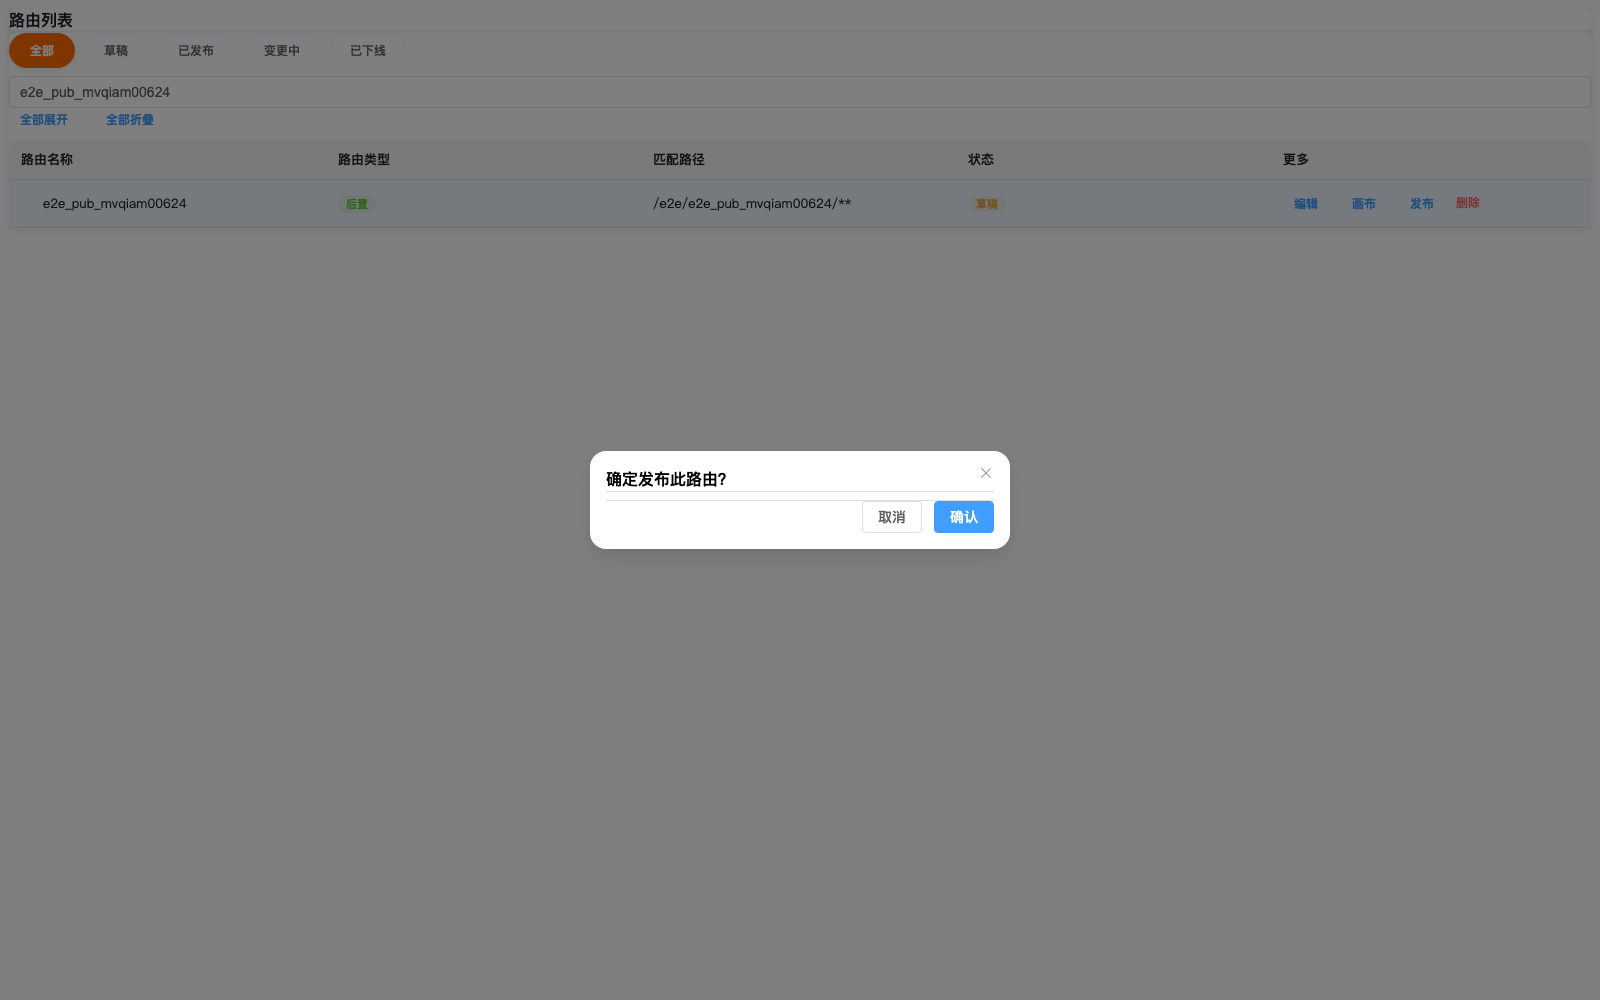 路由列表
全部 草稿 已发布 变更中 已下线
e2e_pub_mvqiam00624
全部展开 全部折叠
路由名称 路由类型 匹配路径 状态 更多
e2e_pub_mvqiam00624 后置 /e2e/e2e_pub_mvqiam00624/** 草稿 编辑 画布 发布 删除
确定发布此路由?
取消 确认